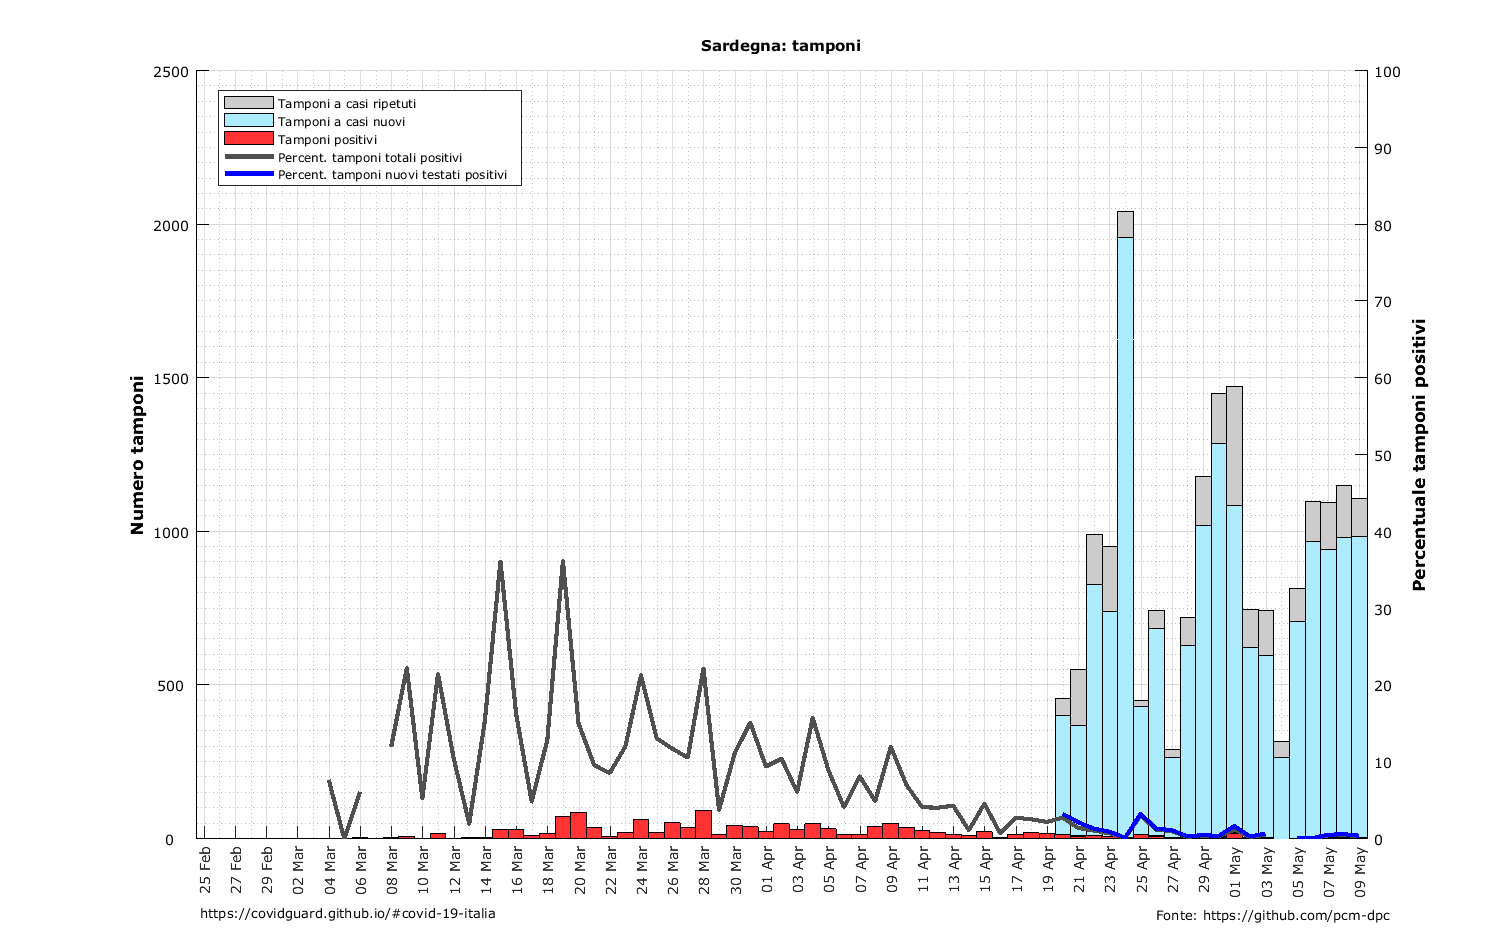 Sardegna: tamponi
Tamponi a casi ripetuti
Tamponi a casi nuovi
Tamponi positivi
Percent. tamponi totali positivi
Percent. tamponi nuovi testati positivi
Numero tamponi
2500
2000
1500
1000
500
0
Percentuale tamponi positivi
100
90
80
70
60
50
40
30
20
10
0
25 Feb
27 Feb
29 Feb
02 Mar
04 Mar
06 Mar
08 Mar
10 Mar
12 Mar
14 Mar
16 Mar
18 Mar
20 Mar
22 Mar
24 Mar
26 Mar
28 Mar
30 Mar
01 Apr
03 Apr
05 Apr
07 Apr
09 Apr
11 Apr
13 Apr
15 Apr
17 Apr
19 Apr
21 Apr
23 Apr
25 Apr
27 Apr
29 Apr
01 May
03 May
05 May
07 May
09 May
https://covidguard.github.io/#covid-19-italia
Fonte: https://github.com/pcm-dpc